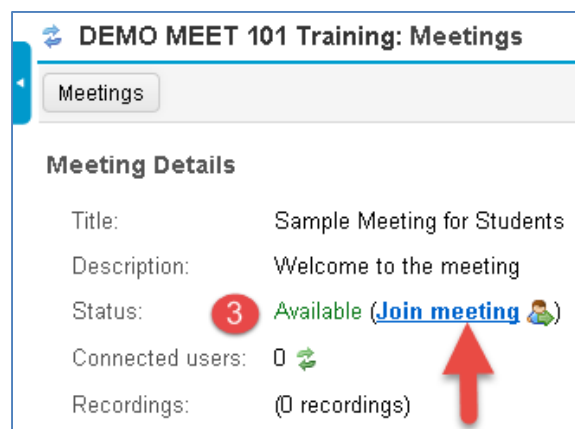 DEMO MEET 101 Training: Meetings
Meetings
Meeting Details
Title: Sample Meeting for Students
Description: Welcome to the meeting
Status: 3 Available (Join meeting)
Connected users: 0
Recordings: (0 recordings)